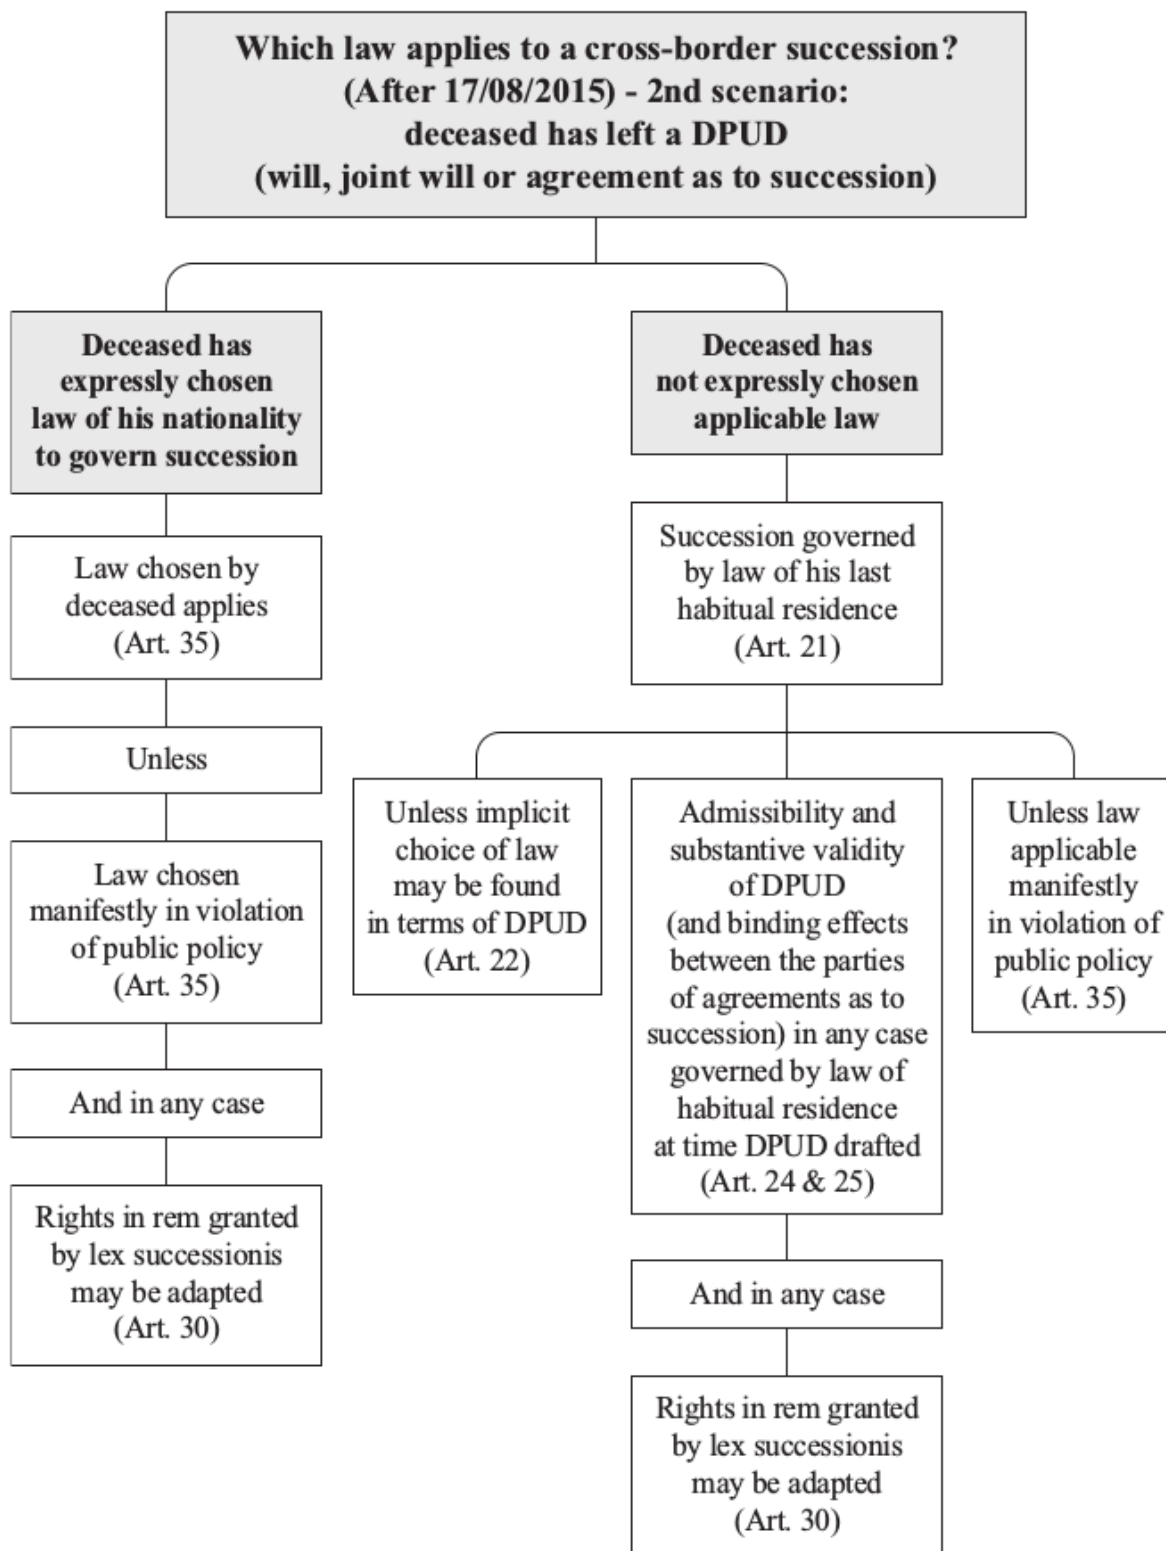 Which law applies to a cross-border succession?
(After 17/08/2015) - 2nd scenario:
deceased has left a DPUD
(will, joint will or agreement as to succession)
Deceased has
expressly chosen
law of his nationality
to govern succession
Law chosen by
deceased applies
(Art. 35)
Unless
Law chosen
manifestly in violation
of public policy
(Art. 35)
And in any case
Rights in rem granted
by lex successionis
may be adapted
(Art. 30)
Deceased has
not expressly chosen
applicable law
Succession governed
by law of his last
habitual residence
(Art. 21)
Unless implicit
choice of law
may be found
in terms of DPUD
(Art. 22)
Admissibility and
substantive validity
of DPUD
(and binding effects
between the parties
of agreements as to
succession) in any case
governed by law of
habitual residence
at time DPUD drafted
(Art. 24 & 25)
And in any case
Rights in rem granted
by lex successionis
may be adapted
(Art. 30)
Unless law
applicable
manifestly
in violation of
public policy
(Art. 35)